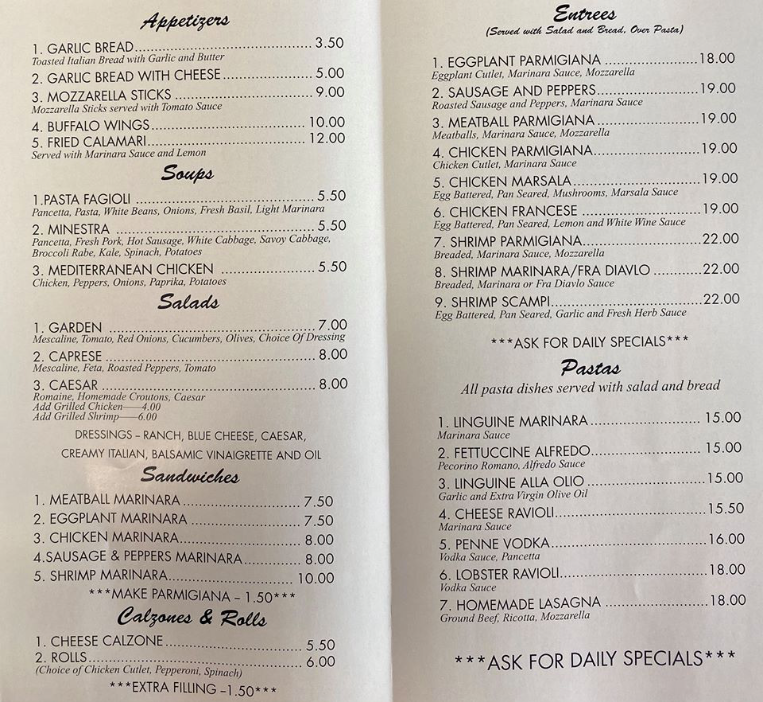 Appetizers
1. GARLIC BREAD 3.50
Toasted Italian Bread with Garlic and Butter
2. GARLIC BREAD WITH CHEESE 5.00
3. MOZZARELLA STICKS 9.00
Mozzarella Sticks served with Tomato Sauce
4. BUFFALO WINGS 10.00
5. FRIED CALAMARI 12.00
Served with Marinara Sauce and Lemon
Soups
1.PASTA FAGIOLI 5.50
Pancetta, Pasta, White Beans, Onions, Fresh Basil, Light Marinara
2. MINESTRA 5.50
Pancetta, Fresh Pork, Hot Sausage, White Cabbage, Savoy Cabbage,
Broccoli Rabe, Kale, Spinach, Potatoes
3. MEDITERRANEAN CHICKEN 5.50
Chicken, Peppers, Onions, Paprika, Potatoes
Salads
1. GARDEN 7.00
Mescaline, Tomato, Red Onions, Cucumbers, Olives, Choice Of Dressing
2. CAPRESE 8.00
Mescaline, Feta, Roasted Peppers, Tomato
3. CAESAR 8.00
Romaine, Homemade Croutons, Caesar
Add Grilled Chicken——4.00
Add Grilled Shrimp——6.00
DRESSINGS – RANCH, BLUE CHEESE, CAESAR,
CREAMY ITALIAN, BALSAMIC VINAIGRETTE AND OIL
Sandwiches
1. MEATBALL MARINARA 7.50
2. EGGPLANT MARINARA 7.50
3. CHICKEN MARINARA 8.00
4.SAUSAGE & PEPPERS MARINARA 8.00
5. SHRIMP MARINARA 10.00
***MAKE PARMIGIANA – 1.50***
Calzones & Rolls
1. CHEESE CALZONE 5.50
2. ROLLS 6.00
(Choice of Chicken Cutlet, Pepperoni, Spinach)
***EXTRA FILLING –1.50***
Entrees
(Served with Salad and Bread, Over Pasta)
1. EGGPLANT PARMIGIANA 18.00
Eggplant Cutlet, Marinara Sauce, Mozzarella
2. SAUSAGE AND PEPPERS 19.00
Roasted Sausage and Peppers, Marinara Sauce
3. MEATBALL PARMIGIANA 19.00
Meatballs, Marinara Sauce, Mozzarella
4. CHICKEN PARMIGIANA 19.00
Chicken Cutlet, Marinara Sauce
5. CHICKEN MARSALA 19.00
Egg Battered, Pan Seared, Mushrooms, Marsala Sauce
6. CHICKEN FRANCESE 19.00
Egg Battered, Pan Seared, Lemon and White Wine Sauce
7. SHRIMP PARMIGIANA 22.00
Breaded, Marinara Sauce, Mozzarella
8. SHRIMP MARINARA/FRA DIAVLO 22.00
Breaded, Marinara or Fra Diavlo Sauce
9. SHRIMP SCAMPI 22.00
Egg Battered, Pan Seared, Garlic and Fresh Herb Sauce
***ASK FOR DAILY SPECIALS***
Pastas
All pasta dishes served with salad and bread
1. LINGUINE MARINARA 15.00
Marinara Sauce
2. FETTUCCINE ALFREDO 15.00
Pecorino Romano, Alfredo Sauce
3. LINGUINE ALLA OLIO 15.00
Garlic and Extra Virgin Olive Oil
4. CHEESE RAVIOLI 15.50
Marinara Sauce
5. PENNE VODKA 16.00
Vodka Sauce, Pancetta
6. LOBSTER RAVIOLI 18.00
Vodka Sauce
7. HOMEMADE LASAGNA 18.00
Ground Beef, Ricotta, Mozzarella
***ASK FOR DAILY SPECIALS***